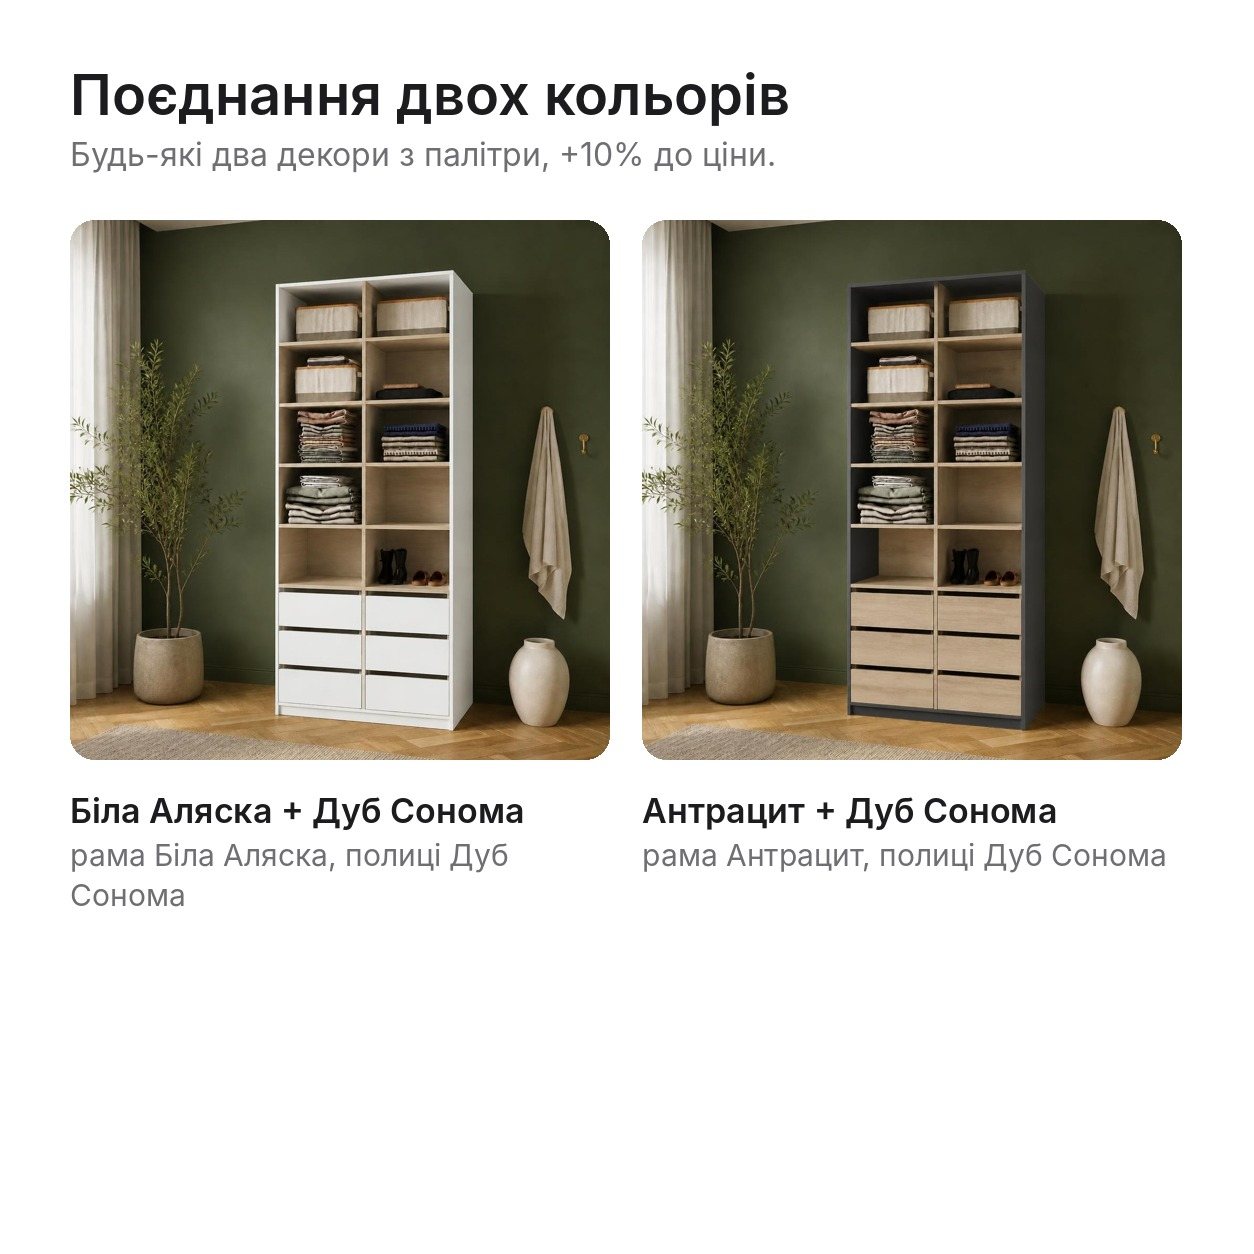 Поєднання двох кольорів
Будь-які два декори з палітри, +10% до ціни.
Біла Аляска + Дуб Сонома
рама Біла Аляска, полиці Дуб
Сонома
Антрацит + Дуб Сонома
рама Антрацит, полиці Дуб Сонома